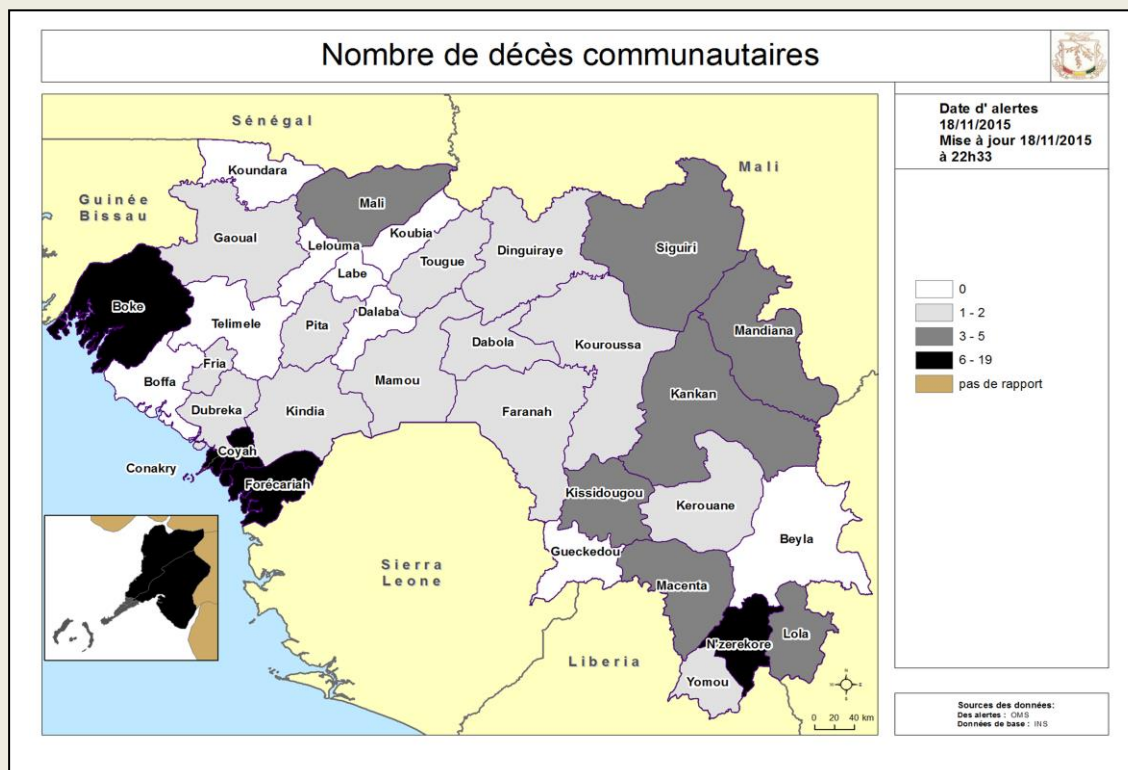 Nombre de décès communautaires
Date d' alertes
18/11/2015
Mise à jour 18/11/2015
à 22h33
0
1 - 2
3 - 5
6 - 19
pas de rapport
Sénégal
Mali
Guinée
Bissau
Koundara
Mali
Gaoual
Koubia
Lelouma
Labe
Tougue
Dinguiraye
Siguiri
Boke
Telimele
Pita
Dalaba
Dabola
Kouroussa
Mandiana
Fria
Boffa
Mamou
Kankan
Dubreka
Kindia
Faranah
Coyah
Conakry
Forécariah
Kissidougou
Kerouane
Beyla
Gueckedou
Sierra
Leone
Macenta
N'zerekore
Lola
Liberia
Yomou
0 20 40 km
Sources des données:
Des alertes : OMS
Données de base : INS